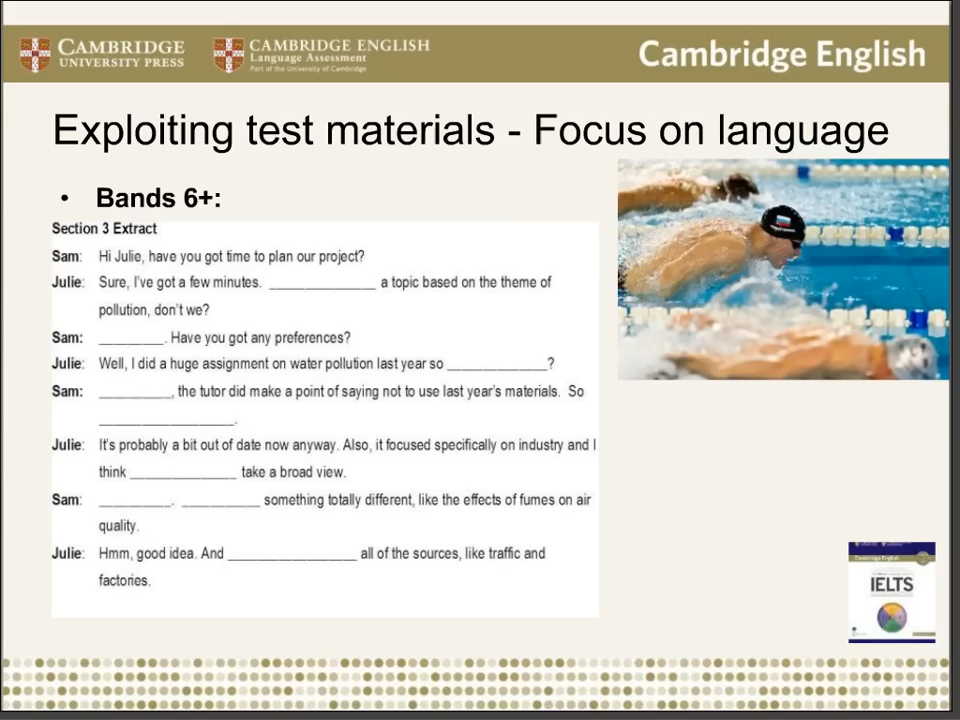 CAMBRIDGE
UNIVERSITY PRESS
CAMBRIDGE ENGLISH
Language Assessment
Part of the University of Cambridge
Cambridge English
Exploiting test materials - Focus on language
• Bands 6+:
Section 3 Extract
Sam: Hi Julie, have you got time to plan our project?
Julie: Sure, I've got a few minutes. ______________ a topic based on the theme of
pollution, don't we?
Sam: ________. Have you got any preferences?
Julie: Well, I did a huge assignment on water pollution last year so _____________?
Sam: _________, the tutor did make a point of saying not to use last year's materials. So
_________________.
Julie: It's probably a bit out of date now anyway. Also, it focused specifically on industry and I
think ______________ take a broad view.
Sam: _________. __________ something totally different, like the effects of fumes on air
quality.
Julie: Hmm, good idea. And ________________ all of the sources, like traffic and
factories.
IELTS